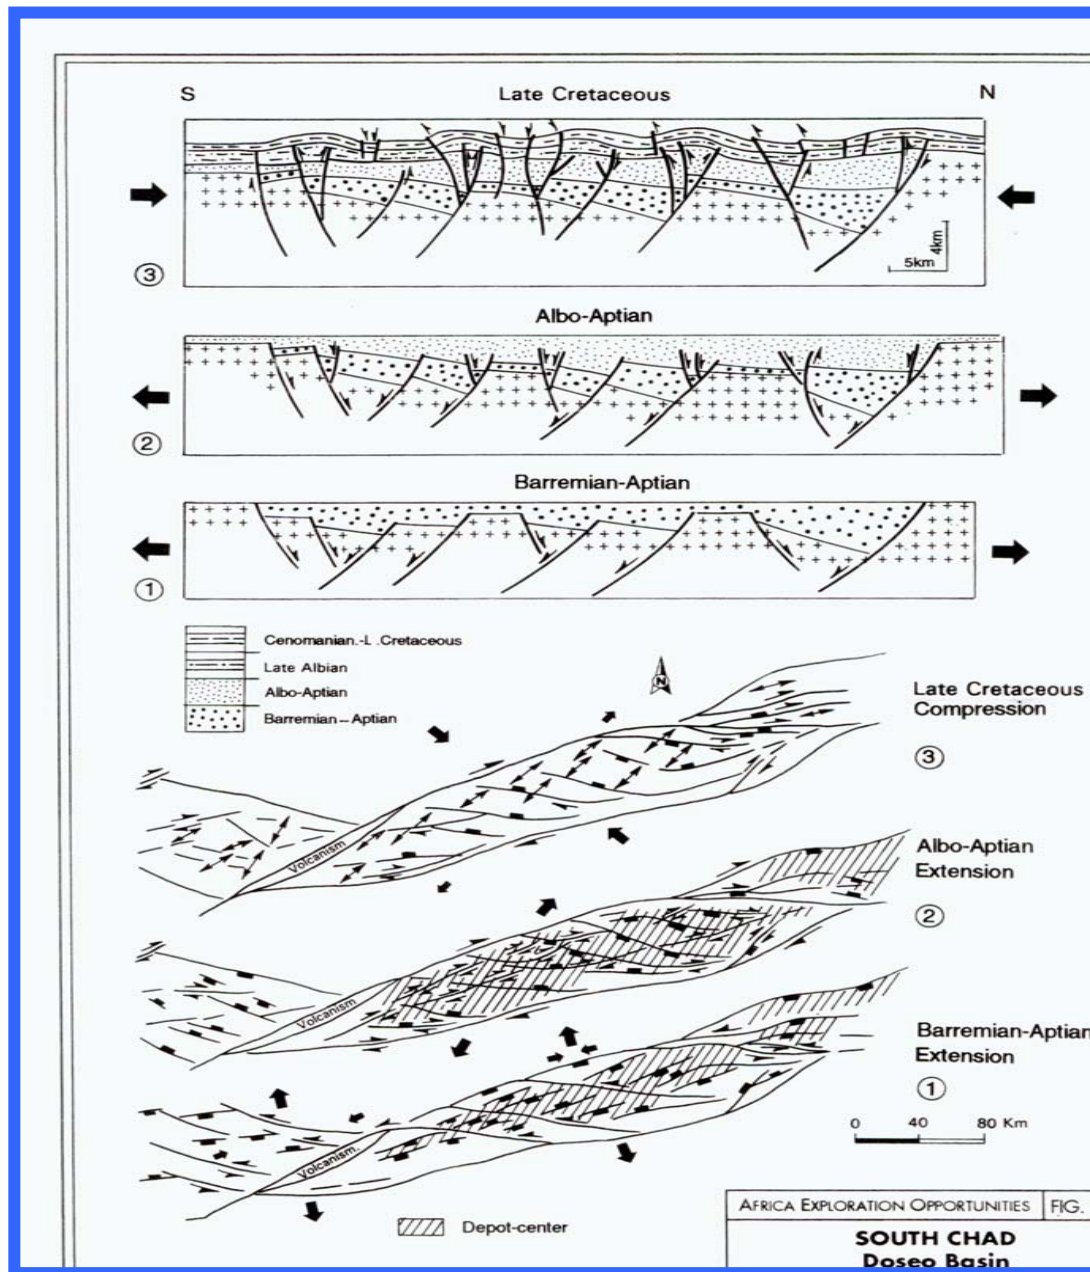 S Late Cretaceous N
5km
4km
③
Albo-Aptian
②
Barremian-Aptian
①
Cenomanian.-L.Cretaceous
Late Albian
Albo-Aptian
Barremian-Aptian
N
Late Cretaceous
Compression
③
Volcanism
Albo-Aptian
Extension
②
Volcanism
Barremian-Aptian
Extension
①
Volcanism.
0 40 80 Km
Depot-center
AFRICA EXPLORATION OPPORTUNITIES FIG.
SOUTH CHAD
Doseo Basin